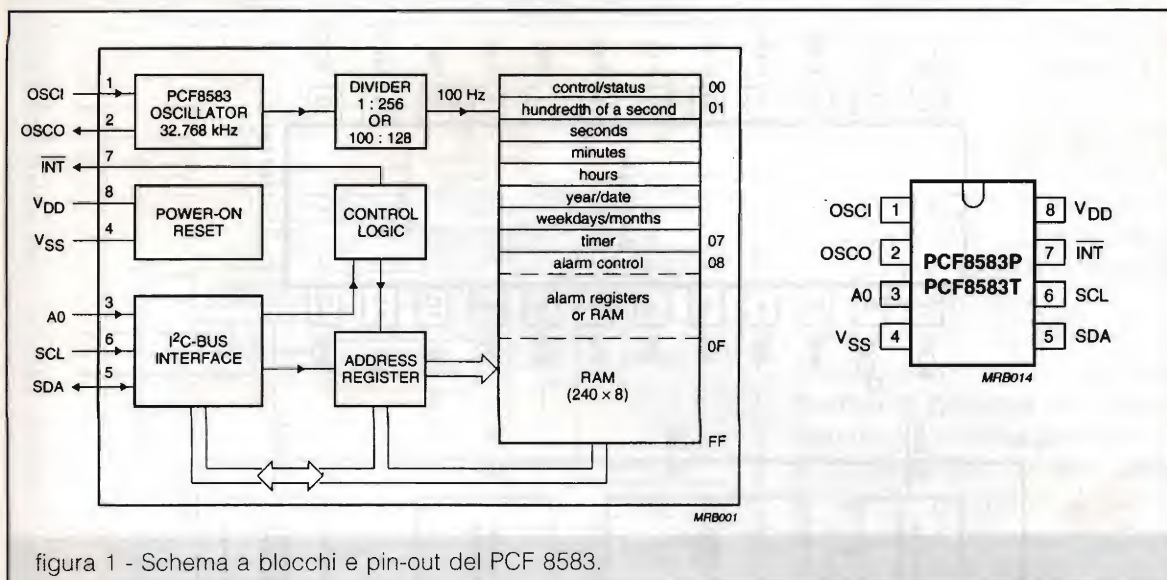 OSCI
1
OSCO
2
INT
7
VDD
8
VSS
4
A0
3
SCL
6
SDA
5
PCF8583
OSCILLATOR
32.768 kHz
DIVIDER
1 : 256
OR
100 : 128
100 Hz
POWER-ON
RESET
CONTROL
LOGIC
I²C-BUS
INTERFACE
ADDRESS
REGISTER
control/status 00
hundredth of a second 01
seconds
minutes
hours
year/date
weekdays/months
timer 07
alarm control 08
alarm registers
or RAM
0F
RAM
(240 × 8)
FF
MRB001
OSCI 1
OSCO 2
A0 3
VSS 4
PCF8583P
PCF8583T
8 VDD
7 INT
6 SCL
5 SDA
MRB014
figura 1 - Schema a blocchi e pin-out del PCF 8583.